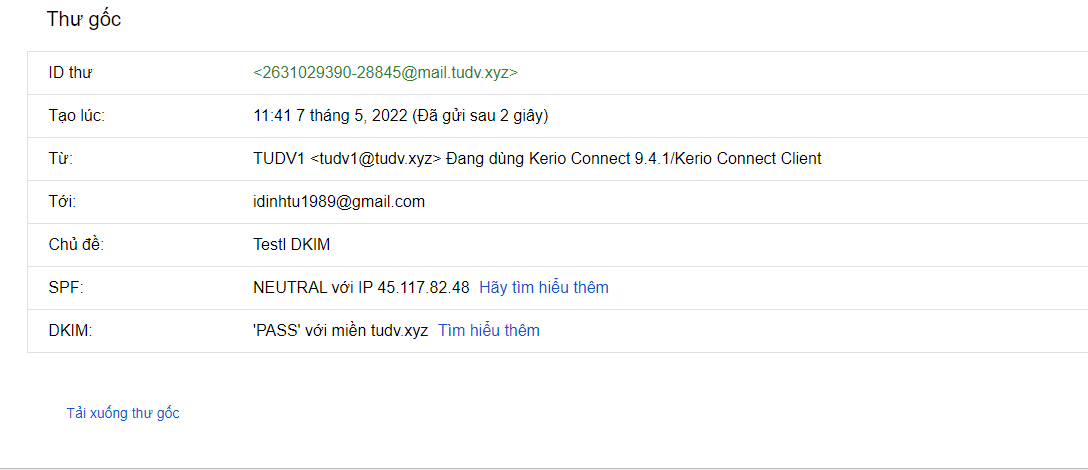 Thư gốc
ID thư <2631029390-28845@mail.tudv.xyz>
Tạo lúc: 11:41 7 tháng 5, 2022 (Đã gửi sau 2 giây)
Từ: TUDV1 <tudv1@tudv.xyz> Đang dùng Kerio Connect 9.4.1/Kerio Connect Client
Tới: idinhtu1989@gmail.com
Chủ đề: Testl DKIM
SPF: NEUTRAL với IP 45.117.82.48 Hãy tìm hiểu thêm
DKIM: 'PASS' với miền tudv.xyz Tìm hiểu thêm
Tải xuống thư gốc